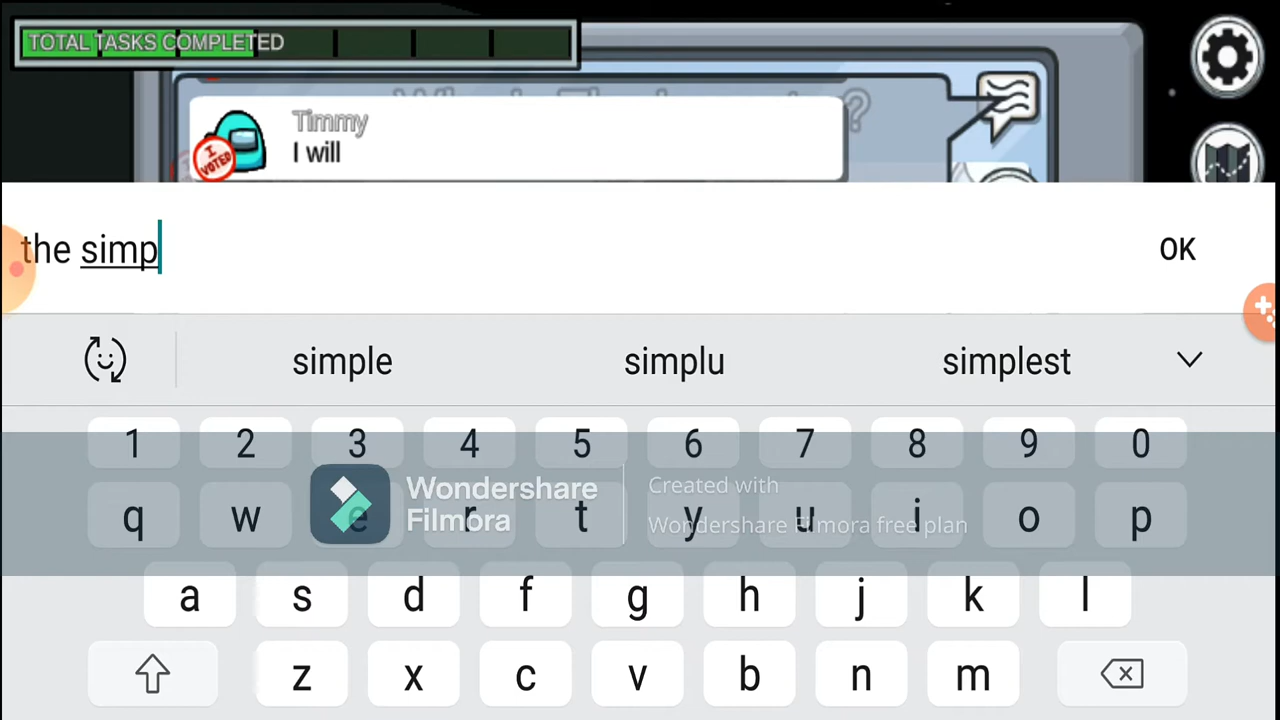 TOTAL TASKS COMPLETED
?
Timmy
I VOTED
I will
the simp
OK
simple
simplu
simplest
1 2 3 4 5 6 7 8 9 0
Wondershare
Filmora
Created with
Wondershare Filmora free plan
q w e r t y u i o p
a s d f g h j k l
z x c v b n m